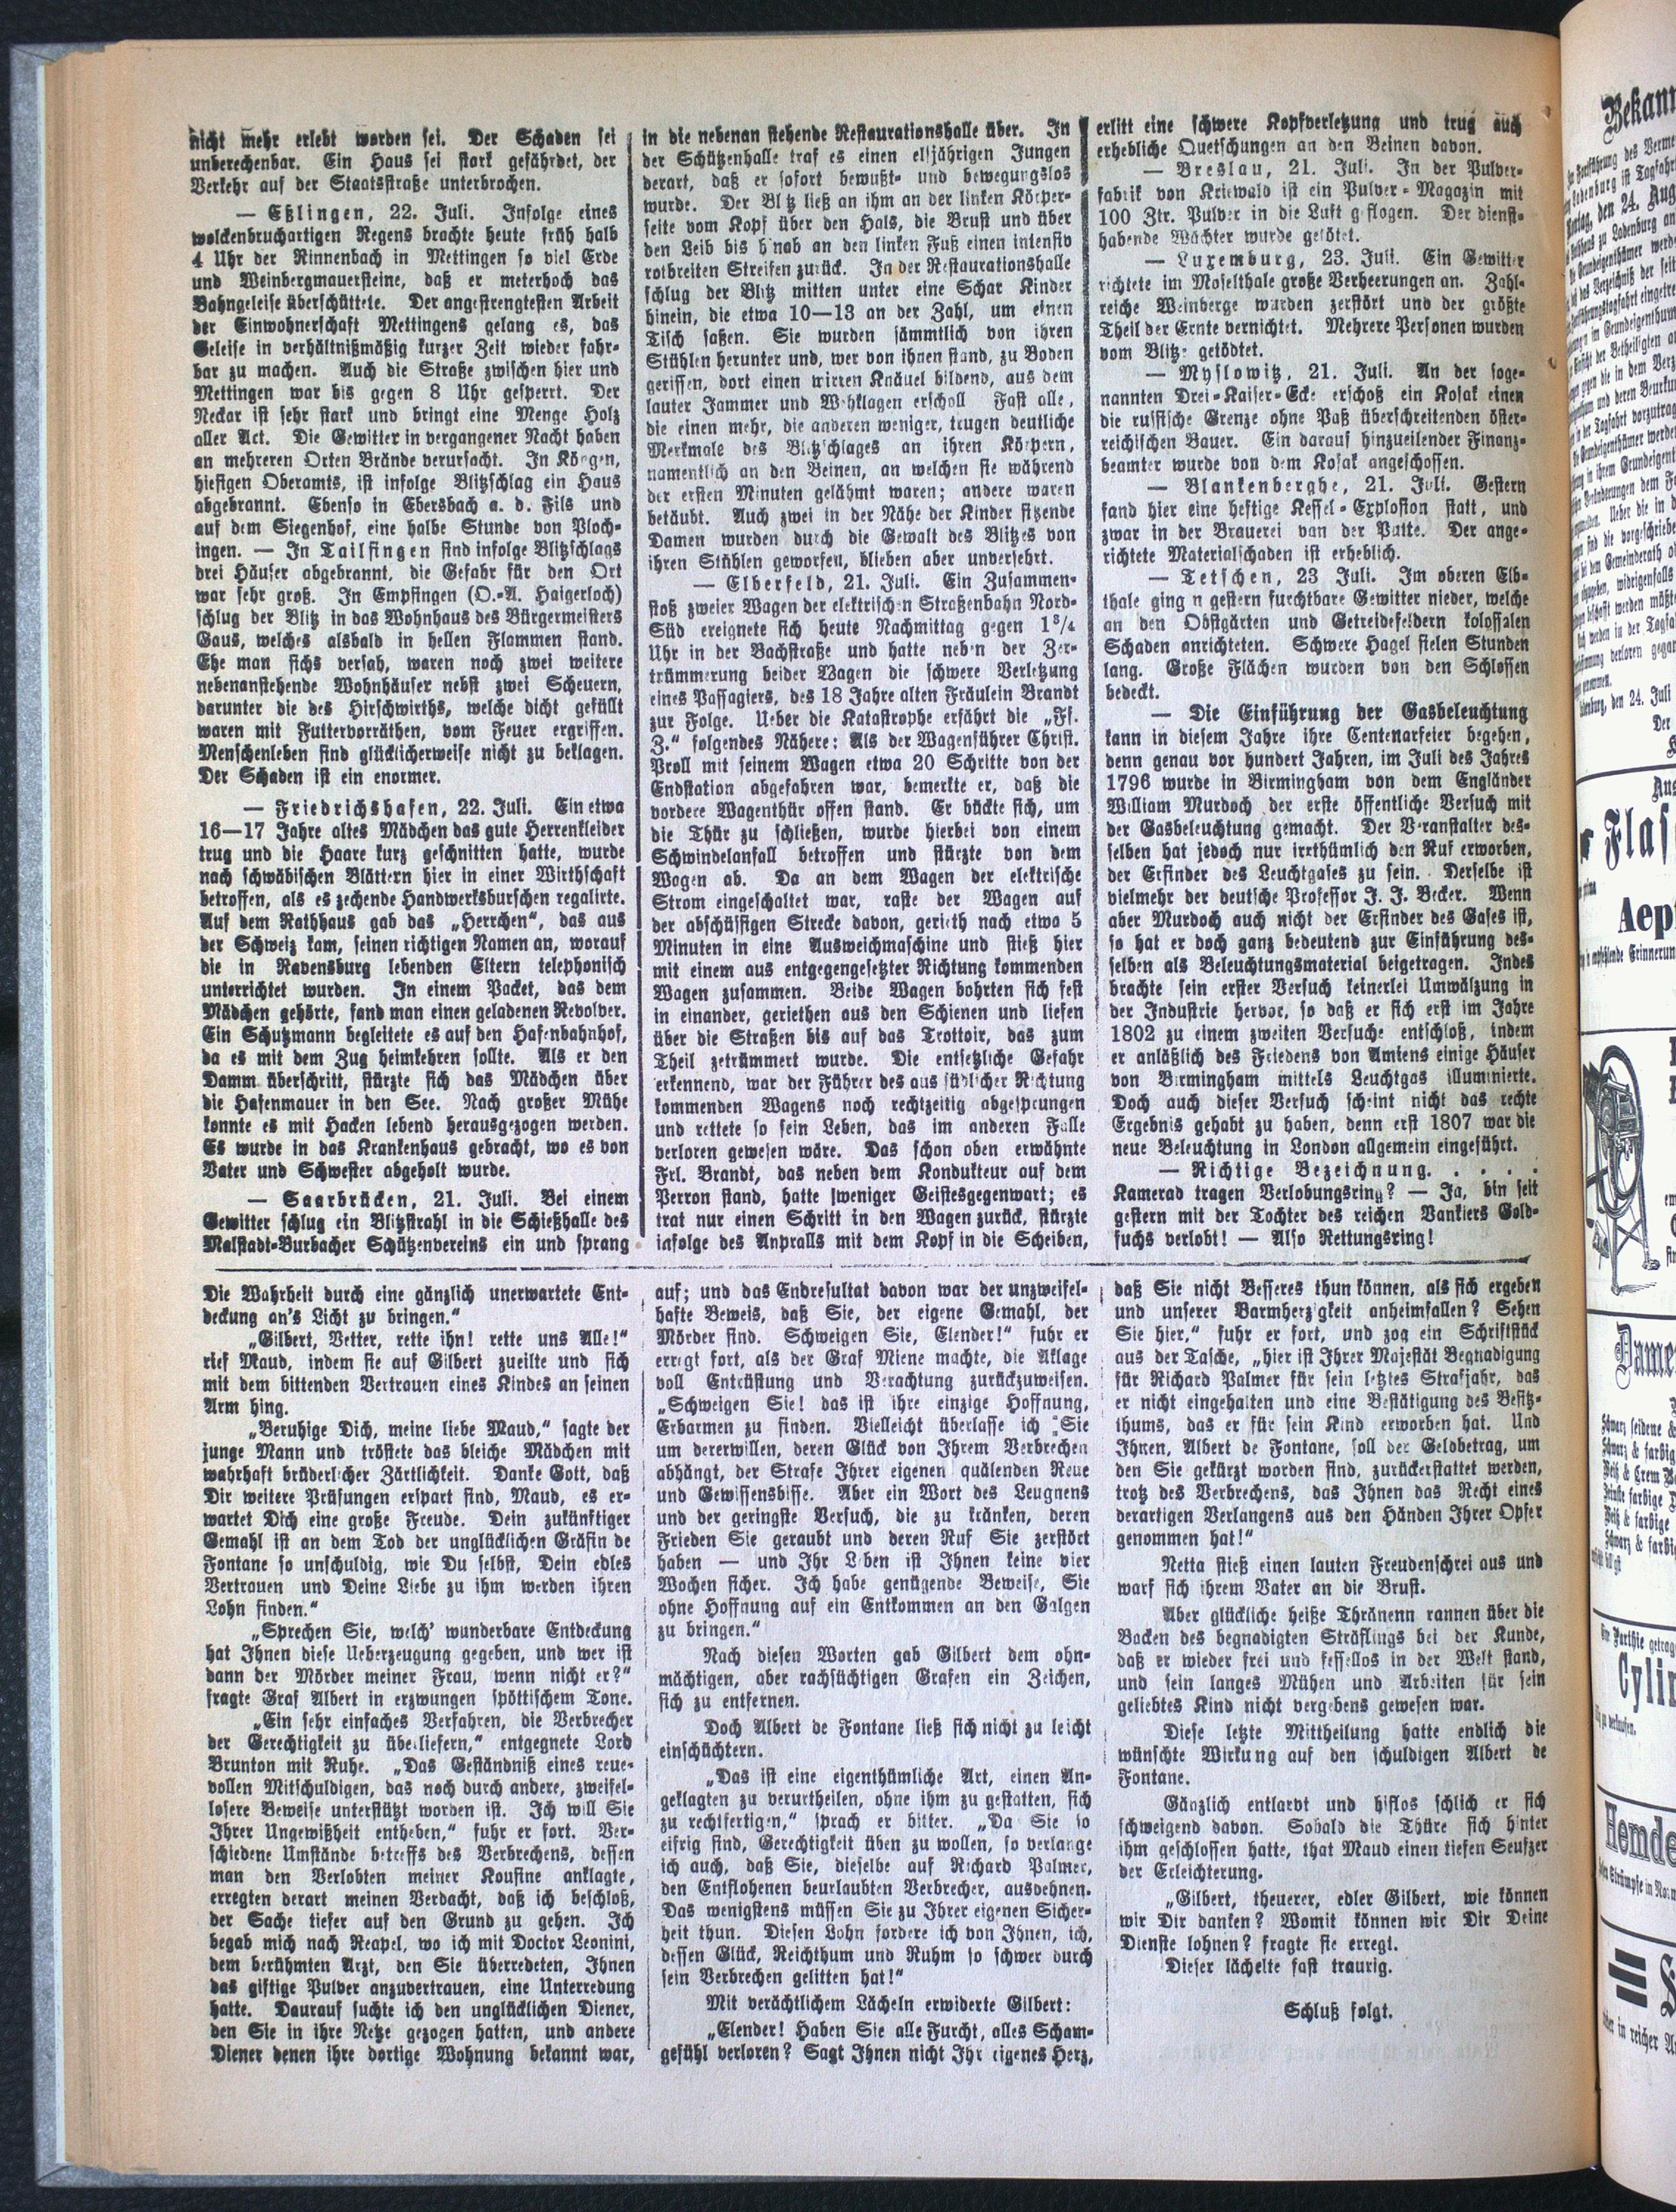 nicht mehr erlebt worden sei. Der Schaden sei
unberechenbar. Ein Haus sei stark gefährdet, der
Verkehr auf der Staatsstraße unterbrochen.
— Eßlingen, 22. Juli. Infolge eines
wolckenbruchartigen Regens brachte heute früh halb
4 Uhr der Rinnenbach in Mettingen so viel Erde
und Weinbergmauersteine, daß er meterhoch das
Bahngeleise überschüttete. Der angestrengtesten Arbeit
der Einwohnerschaft Mettingens gelang es, das
Geleise in verhältnißmäßig kurzer Zeit wieder fahr-
bar zu machen. Auch die Straße zwischen hier und
Mettingen war bis gegen 8 Uhr gesperrt. Der
Neckar ist sehr stark und bringt eine Menge Holz
aller Art. Die Gewitter in vergangener Nacht haben
an mehreren Orten Brände verursacht. In Köngen,
hiesigen Oberamts, ist infolge Blitzschlag ein Haus
abgebrannt. Ebenso in Ebersbach a. d. Fils und
auf dem Siegenhof, eine halbe Stunde von Ploch-
ingen. — In Tailfingen sind infolge Blitzschlags
drei Häuser abgebrannt, die Gefahr für den Ort
war sehr groß. In Empfingen (O.-A. Haigerloch)
schlug der Blitz in das Wohnhaus des Bürgermeisters
Gaus, welches alsbald in hellen Flammen stand.
Ehe man sichs versah, waren noch zwei weitere
nebenanstehende Wohnhäuser nebst zwei Scheuern,
darunter die des Hirschwirths, welche dicht gefüllt
waren mit Futtervorräthen, vom Feuer ergriffen.
Menschenleben sind glücklicherweise nicht zu beklagen.
Der Schaden ist ein enormer.
— Friedrichshafen, 22. Juli. Ein etwa
16—17 Jahre altes Mädchen das gute Herrenkleider
trug und die Haare kurz geschnitten hatte, wurde
nach schwäbischen Blättern hier in einer Wirthschaft
betroffen, als es zechende Handwerksburschen regalirte.
Auf dem Rathhaus gab das „Herrchen“, das aus
der Schweiz kam, seinen richtigen Namen an, worauf
die in Ravensburg lebenden Eltern telephonisch
unterrichtet wurden. In einem Packet, das dem
Mädchen gehörte, fand man einen geladenen Revolver.
Ein Schutzmann begleitete es auf den Hafenbahnhof,
da es mit dem Zug heimkehren sollte. Als er den
Damm überschritt, stürzte sich das Mädchen über
die Hafenmauer in den See. Nach großer Mühe
konnte es mit Hacken lebend herausgezogen werden.
Es wurde in das Krankenhaus gebracht, wo es von
Vater und Schwester abgeholt wurde.
— Saarbrücken, 21. Juli. Bei einem
Gewitter schlug ein Blitzstrahl in die Schießhalle des
Malstadt-Burbacher Schützenvereins ein und sprang
in die nebenan stehende Restaurationshalle über. In
der Schützenhalle traf es einen elfjährigen Jungen
derart, daß er sofort bewußt- und bewegungslos
wurde. Der Blitz ließ an ihm an der linken Körper-
seite vom Kopf über den Hals, die Brust und über
den Leib bis hinab an den linken Fuß einen intensiv
rotbreiten Streifen zurück. In der Restaurationshalle
schlug der Blitz mitten unter eine Schar Kinder
hinein, die etwa 10—13 an der Zahl, um einen
Tisch saßen. Sie wurden sämmtlich von ihren
Stühlen herunter und, wer von ihnen stand, zu Boden
gerissen, dort einen wirren Knäuel bildend, aus dem
lauter Jammer und Wehklagen erscholl Fast alle,
die einen mehr, die anderen weniger, trugen deutliche
Merkmale des Blitzschlages an ihren Körpern,
namentlich an den Beinen, an welchen sie während
der ersten Minuten gelähmt waren; andere waren
betäubt. Auch zwei in der Nähe der Kinder sitzende
Damen wurden durch die Gewalt des Blitzes von
ihren Stühlen geworfen, blieben aber unversehrt.
— Elberfeld, 21. Juli. Ein Zusammen-
stoß zweier Wagen der elektrischen Straßenbahn Nord-
Süd ereignete sich heute Nachmittag gegen 1³/₄
Uhr in der Bachstraße und hatte neben der Zer-
trümmerung beider Wagen die schwere Verletzung
eines Passagiers, des 18 Jahre alten Fräulein Brandt
zur Folge. Ueber die Katastrophe erfährt die „Ff.
Z.“ folgendes Nähere: Als der Wagenführer Christ.
Proll mit seinem Wagen etwa 20 Schritte von der
Endstation abgefahren war, bemerkte er, daß die
vordere Wagenthür offen stand. Er bückte sich, um
die Thür zu schließen, wurde hierbei von einem
Schwindelanfall betroffen und stürzte von dem
Wagen ab. Da an dem Wagen der elektrische
Strom eingeschaltet war, raste der Wagen auf
der abschüssigen Strecke davon, gerieth nach etwa 5
Minuten in eine Ausweichmaschine und stieß hier
mit einem aus entgegengesetzter Richtung kommenden
Wagen zusammen. Beide Wagen bohrten sich fest
in einander, geriethen aus den Schienen und liefen
über die Straßen bis auf das Trottoir, das zum
Theil zertrümmert wurde. Die entsetzliche Gefahr
erkennend, war der Führer des aus südlicher Richtung
kommenden Wagens noch rechtzeitig abgesprungen
und rettete so sein Leben, das im anderen Falle
verloren gewesen wäre. Das schon oben erwähnte
Frl. Brandt, das neben dem Kondukteur auf dem
Perron stand, hatte weniger Geistesgegenwart; es
trat nur einen Schritt in den Wagen zurück, stürzte
infolge des Anpralls mit dem Kopf in die Scheiben,
erlitt eine schwere Kopfverletzung und trug auch
erhebliche Quetschungen an den Beinen davon.
— Breslau, 21. Juli. In der Pulver-
fabrik von Kriewald ist ein Pulver-Magazin mit
100 Ztr. Pulver in die Luft geflogen. Der dienst-
habende Wächter wurde getötet.
— Luxemburg, 23. Juli. Ein Gewitter
richtete im Moselthale große Verheerungen an. Zahl-
reiche Weinberge wurden zerstört und der größte
Theil der Ernte vernichtet. Mehrere Personen wurden
vom Blitze getödtet.
— Myslowitz, 21. Juli. An der soge-
nannten Drei-Kaiser-Ecke erschoß ein Kosak einen
die russische Grenze ohne Paß überschreitenden öster-
reichischen Bauer. Ein darauf hinzueilender Finanz-
beamter wurde von dem Kosak angeschossen.
— Blankenberghe, 21. Juli. Gestern
fand hier eine heftige Kessel-Explosion statt, und
zwar in der Brauerei van der Putte. Der ange-
richtete Materialschaden ist erheblich.
— Tetschen, 23 Juli. Im oberen Elb-
thale ging n gestern furchtbare Gewitter nieder, welche
an den Obstgärten und Getreidefeldern kolossalen
Schaden anrichteten. Schwere Hagel fielen Stunden
lang. Große Flächen wurden von den Schlossen
bedeckt.
— Die Einführung der Gasbeleuchtung
kann in diesem Jahre ihre Centenarfeier begehen,
denn genau vor hundert Jahren, im Juli des Jahres
1796 wurde in Birmingham von dem Engländer
William Murdoch der erste öffentliche Versuch mit
der Gasbeleuchtung gemacht. Der Veranstalter des-
selben hat jedoch nur irrthümlich den Ruf erworben,
der Erfinder des Leuchtgases zu sein. Derselbe ist
vielmehr der deutsche Professor J. J. Becker. Wenn
aber Murdoch auch nicht der Erfinder des Gases ist,
so hat er doch ganz bedeutend zur Einführung des-
selben als Beleuchtungsmaterial beigetragen. Indes
brachte sein erster Versuch keinerlei Umwälzung in
der Industrie hervor, so daß er sich erst im Jahre
1802 zu einem zweiten Versuche entschloß, indem
er anläßlich des Friedens von Amiens einige Häuser
von Birmingham mittels Leuchtgas illuminierte.
Doch auch dieser Versuch scheint nicht das rechte
Ergebnis gehabt zu haben, denn erst 1807 war die
neue Beleuchtung in London allgemein eingeführt.
— Richtige Bezeichnung. . . . .
Kamerad tragen Verlobungsring? — Ja, bin seit
gestern mit der Tochter des reichen Bankiers Gold-
fuchs verlobt! — Also Rettungsring!
Die Wahrheit durch eine gänzlich unerwartete Ent-
deckung an's Licht zu bringen.“
„Gilbert, Vetter, rette ihn! rette uns Alle!“
rief Maud, indem sie auf Gilbert zueilte und sich
mit dem bittenden Vertrauen eines Kindes an seinen
Arm hing.
„Beruhige Dich, meine liebe Maud,“ sagte der
junge Mann und tröstete das bleiche Mädchen mit
wahrhaft brüderlicher Zärtlichkeit. Danke Gott, daß
Dir weitere Prüfungen erspart sind, Maud, es er-
wartet Dich eine große Freude. Dein zukünftiger
Gemahl ist an dem Tod der unglücklichen Gräfin de
Fontane so unschuldig, wie Du selbst, Dein edles
Vertrauen und Deine Liebe zu ihm werden ihren
Lohn finden.“
„Sprechen Sie, welch' wunderbare Entdeckung
hat Ihnen diese Ueberzeugung gegeben, und wer ist
dann der Mörder meiner Frau, wenn nicht er?“
fragte Graf Albert in erzwungen spöttischem Tone.
„Ein sehr einfaches Verfahren, die Verbrecher
der Gerechtigkeit zu überliefern,“ entgegnete Lord
Brunton mit Ruhe. „Das Geständniß eines reue-
vollen Mitschuldigen, das noch durch andere, zweifel-
losere Beweise unterstützt worden ist. Ich will Sie
Ihrer Ungewißheit entheben,“ fuhr er fort. Ver-
schiedene Umstände betreffs des Verbrechens, dessen
man den Verlobten meiner Kousine anklagte,
erregten derart meinen Verdacht, daß ich beschloß,
der Sache tiefer auf den Grund zu gehen. Ich
begab mich nach Neapel, wo ich mit Doctor Leonini,
dem berühmten Arzt, den Sie überredeten, Ihnen
das giftige Pulver anzuvertrauen, eine Unterredung
hatte. Daurauf suchte ich den unglücklichen Diener,
den Sie in ihre Netze gezogen hatten, und andere
Diener denen ihre dortige Wohnung bekannt war,
auf; und das Endresultat davon war der unzweifel-
hafte Beweis, daß Sie, der eigene Gemahl, der
Mörder sind. Schweigen Sie, Elender!“ fuhr er
erregt fort, als der Graf Miene machte, die Aklage
voll Entrüstung und Verachtung zurückzuweisen.
„Schweigen Sie! das ist ihre einzige Hoffnung,
Erbarmen zu finden. Vielleicht überlasse ich Sie
um dererwillen, deren Glück von Ihrem Verbrechen
abhängt, der Strafe Ihrer eigenen quälenden Reue
und Gewissensbisse. Aber ein Wort des Leugnens
und der geringste Versuch, die zu kränken, deren
Frieden Sie geraubt und deren Ruf Sie zerstört
haben — und Ihr Leben ist Ihnen keine vier
Wochen sicher. Ich habe genügende Beweise, Sie
ohne Hoffnung auf ein Entkommen an den Galgen
zu bringen.“
Nach diesen Worten gab Gilbert dem ohn-
mächtigen, aber rachsüchtigen Grafen ein Zeichen,
sich zu entfernen.
Doch Albert de Fontane ließ sich nicht zu leicht
einschüchtern.
„Das ist eine eigenthümliche Art, einen An-
geklagten zu verurtheilen, ohne ihm zu gestatten, sich
zu rechtfertigen,“ sprach er bitter. „Da Sie so
eifrig sind, Gerechtigkeit üben zu wollen, so verlange
ich auch, daß Sie, dieselbe auf Richard Palmer,
den Entflohenen beurlaubten Verbrecher, ausdehnen.
Das wenigstens müssen Sie zu Ihrer eigenen Sicher-
heit thun. Diesen Lohn fordere ich von Ihnen, ich,
dessen Glück, Reichthum und Ruhm so schwer durch
sein Verbrechen gelitten hat!“
Mit verächtlichem Lächeln erwiderte Gilbert:
„Elender! Haben Sie alle Furcht, alles Scham-
gefühl verloren? Sagt Ihnen nicht Ihr eigenes Herz,
daß Sie nicht Besseres thun können, als sich ergeben
und unserer Barmherzigkeit anheimfallen? Sehen
Sie hier,“ fuhr er fort, und zog ein Schriftstück
aus der Tasche, „hier ist Ihrer Majestät Begnadigung
für Richard Palmer für sein letztes Strafjahr, das
er nicht eingehalten und eine Bestätigung des Besitz-
thums, das er für sein Kind erworben hat. Und
Ihnen, Albert de Fontane, soll der Geldbetrag, um
den Sie gekürzt worden sind, zurückerstattet werden,
trotz des Verbrechens, das Ihnen das Recht eines
derartigen Verlangens aus den Händen Ihrer Opfer
genommen hat!“
Netta stieß einen lauten Freudenschrei aus und
warf sich ihrem Vater an die Brust.
Aber glückliche heiße Thränenn rannen über die
Backen des begnadigten Sträflings bei der Kunde,
daß er wieder frei und fessellos in der Welt stand,
und sein langes Mühen und Arbeiten für sein
geliebtes Kind nicht vergebens gewesen war.
Diese letzte Mittheilung hatte endlich die
wünschte Wirkung auf den schuldigen Albert de
Fontane.
Gänzlich entlarvt und hiflos schlich er sich
schweigend davon. Sobald die Thüre sich hinter
ihm geschlossen hatte, that Maud einen tiefen Seufzer
der Erleichterung.
„Gilbert, theuerer, edler Gilbert, wie können
wir Dir danken? Womit können wir Dir Deine
Dienste lohnen? fragte sie erregt.
Dieser lächelte fast traurig.
Schluß folgt.